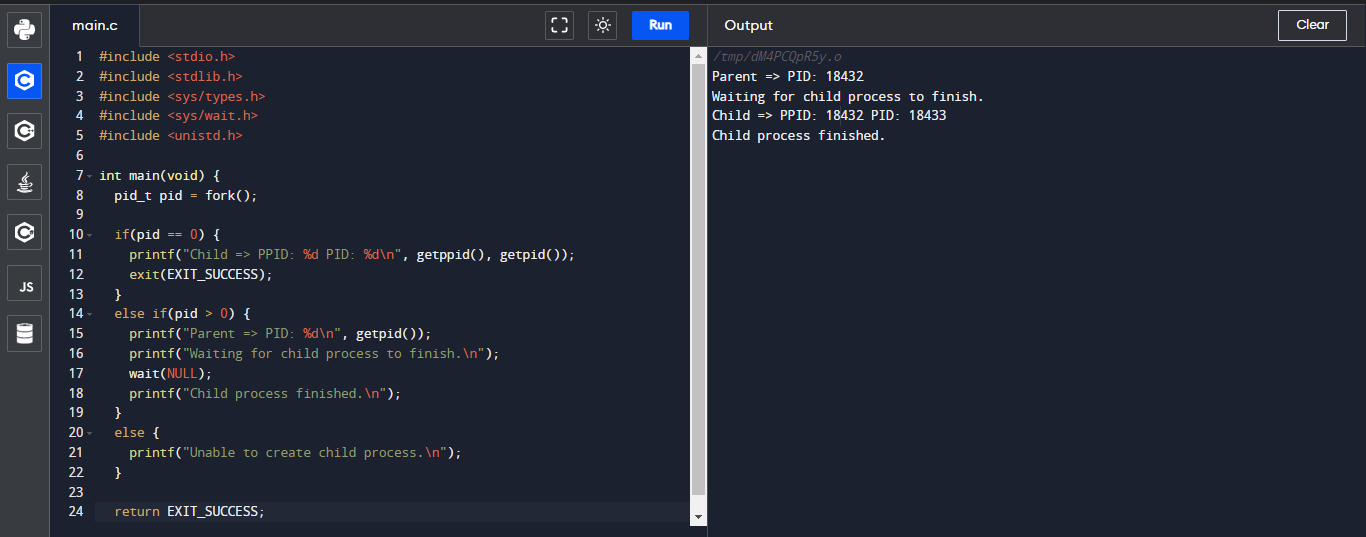 main.c
Run
Output
Clear
JS
1 #include <stdio.h>
2 #include <stdlib.h>
3 #include <sys/types.h>
4 #include <sys/wait.h>
5 #include <unistd.h>
6
7 int main(void) {
8 pid_t pid = fork();
9
10 if(pid == 0) {
11 printf("Child => PPID: %d PID: %d\n", getppid(), getpid());
12 exit(EXIT_SUCCESS);
13 }
14 else if(pid > 0) {
15 printf("Parent => PID: %d\n", getpid());
16 printf("Waiting for child process to finish.\n");
17 wait(NULL);
18 printf("Child process finished.\n");
19 }
20 else {
21 printf("Unable to create child process.\n");
22 }
23
24 return EXIT_SUCCESS;
/tmp/dM4PCQpR5y.o
Parent => PID: 18432
Waiting for child process to finish.
Child => PPID: 18432 PID: 18433
Child process finished.